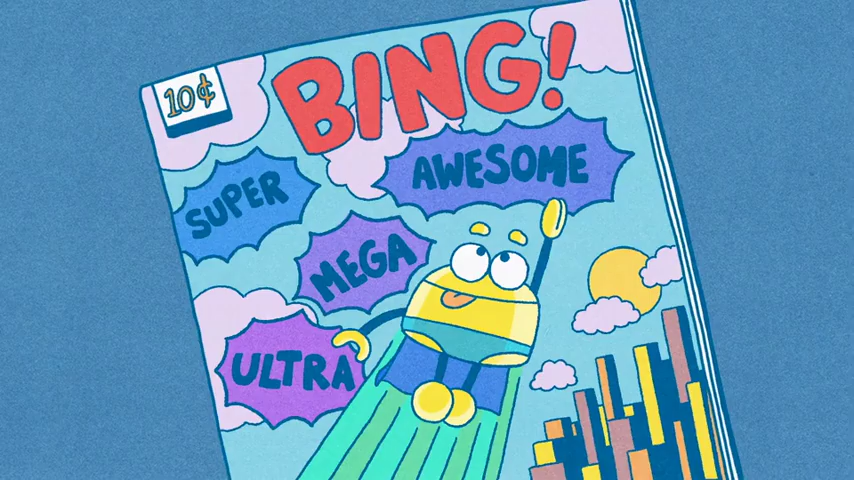 10¢
BING!
AWESOME
SUPER
MEGA
ULTRA